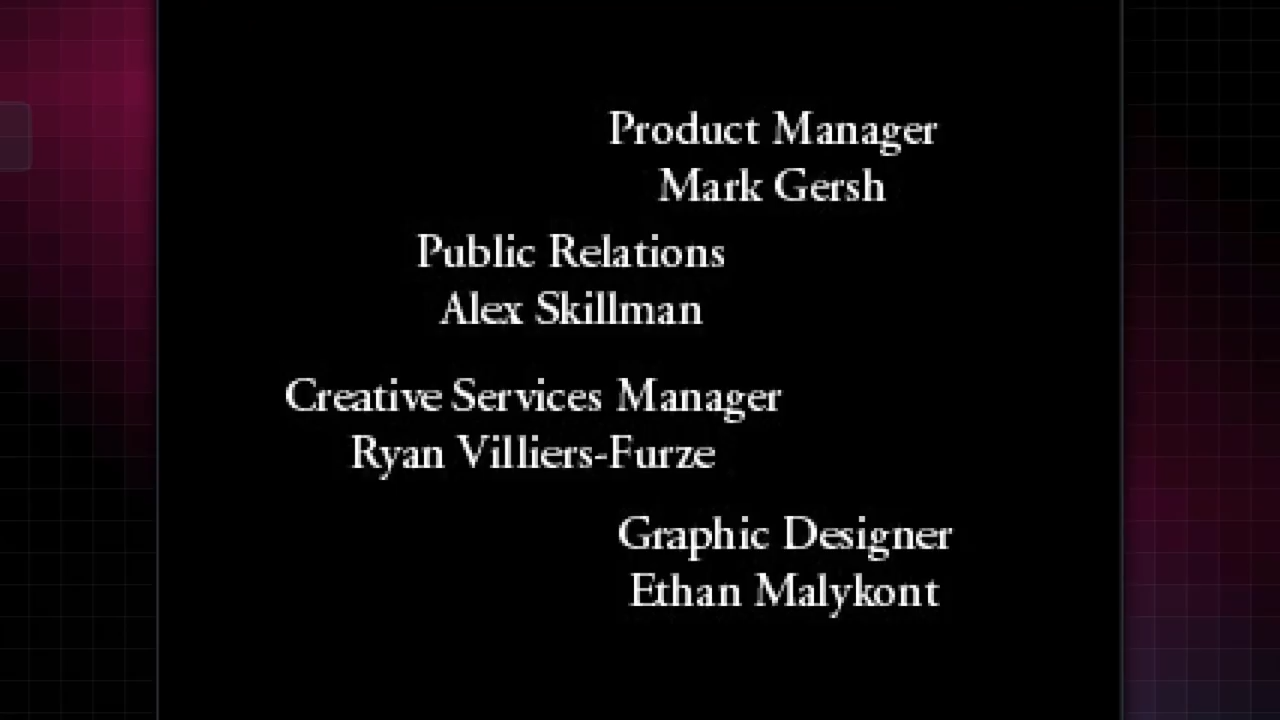 Product Manager
Mark Gersh
Public Relations
Alex Skillman
Creative Services Manager
Ryan Villiers-Furze
Graphic Designer
Ethan Malykont